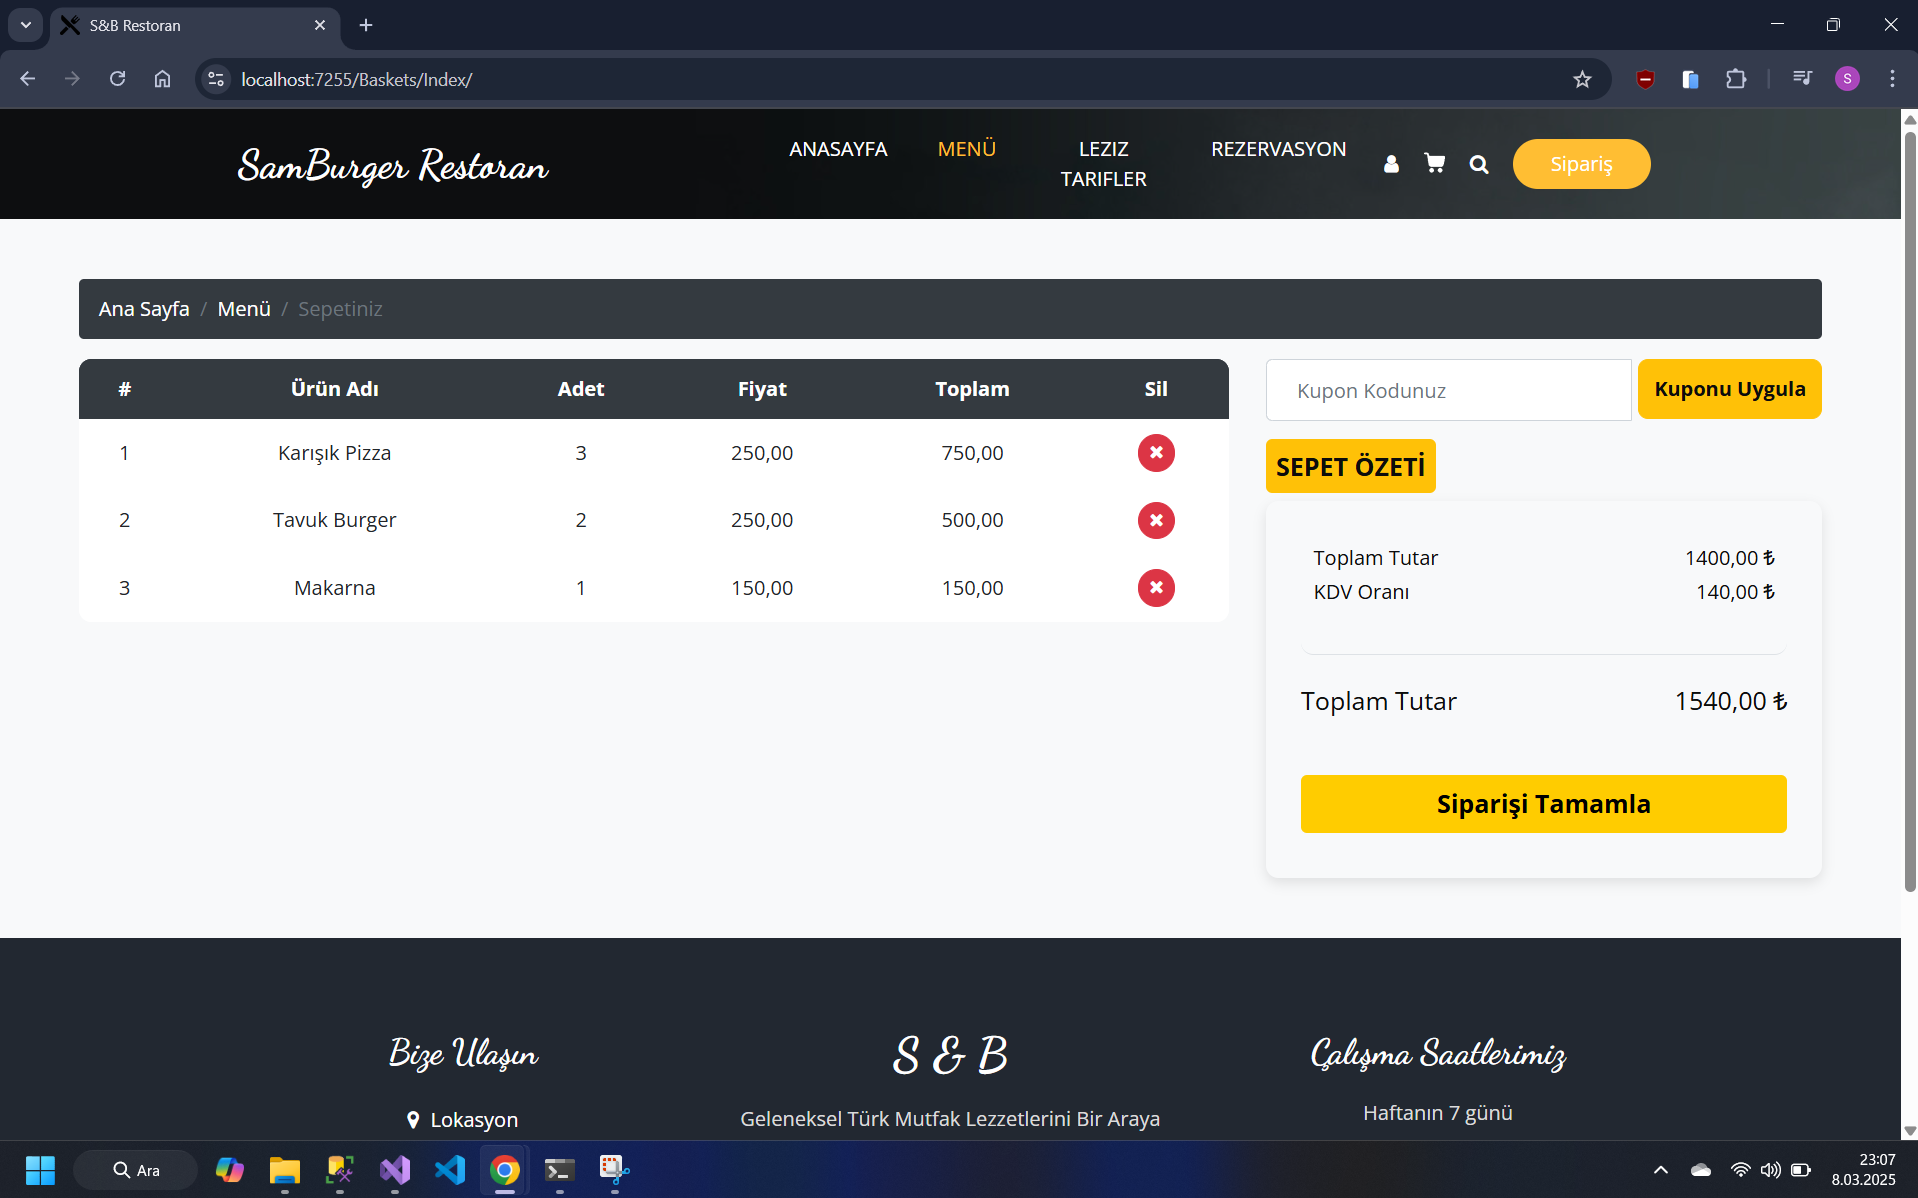 S&B Restoran
localhost:7255/Baskets/Index/
S
SamBurger Restoran
ANASAYFA
MENÜ
LEZIZ
TARIFLER
REZERVASYON
Sipariş
Ana Sayfa / Menü / Sepetiniz
# Ürün Adı Adet Fiyat Toplam Sil
1 Karışık Pizza 3 250,00 750,00
2 Tavuk Burger 2 250,00 500,00
3 Makarna 1 150,00 150,00
Kupon Kodunuz
Kuponu Uygula
SEPET ÖZETİ
Toplam Tutar 1400,00 ₺
KDV Oranı 140,00 ₺
Toplam Tutar 1540,00 ₺
Siparişi Tamamla
Bize Ulaşın
Lokasyon
S & B
Geleneksel Türk Mutfak Lezzetlerini Bir Araya
Çalışma Saatlerimiz
Haftanın 7 günü
Ara
23:07
8.03.2025